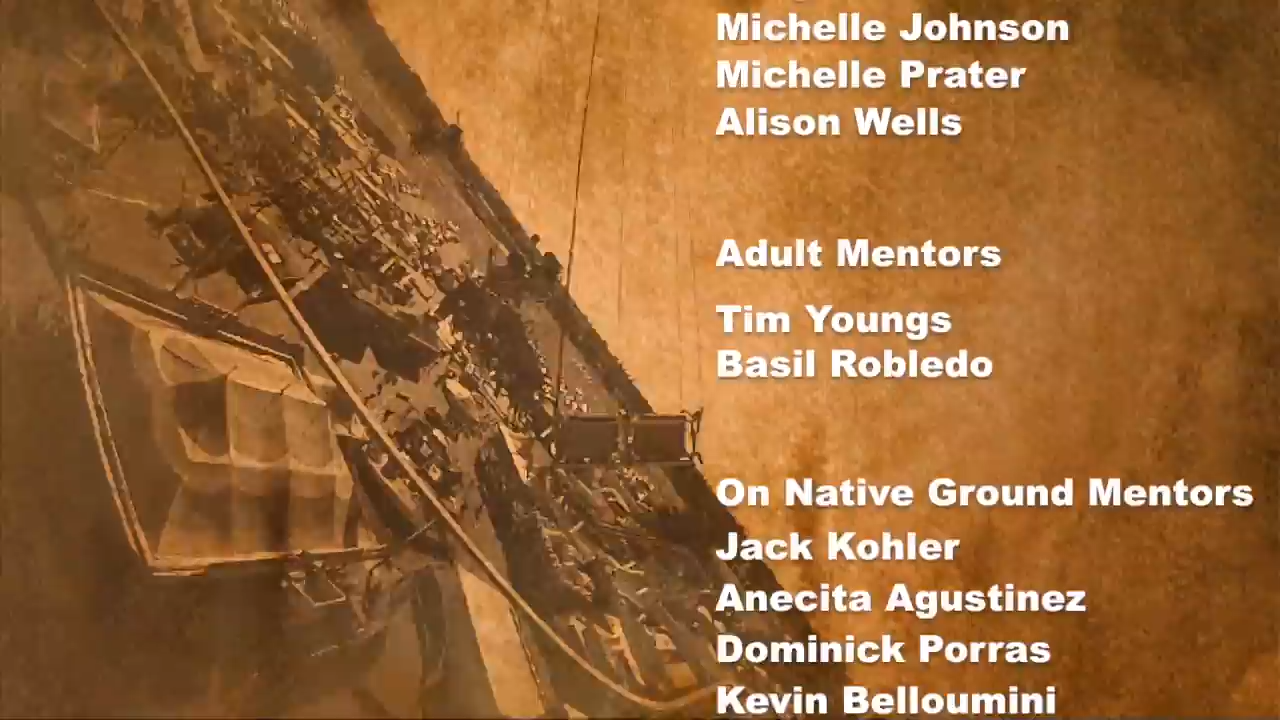 Michelle Johnson
Michelle Prater
Alison Wells
Adult Mentors
Tim Youngs
Basil Robledo
On Native Ground Mentors
Jack Kohler
Anecita Agustinez
Dominick Porras
Kevin Belloumini